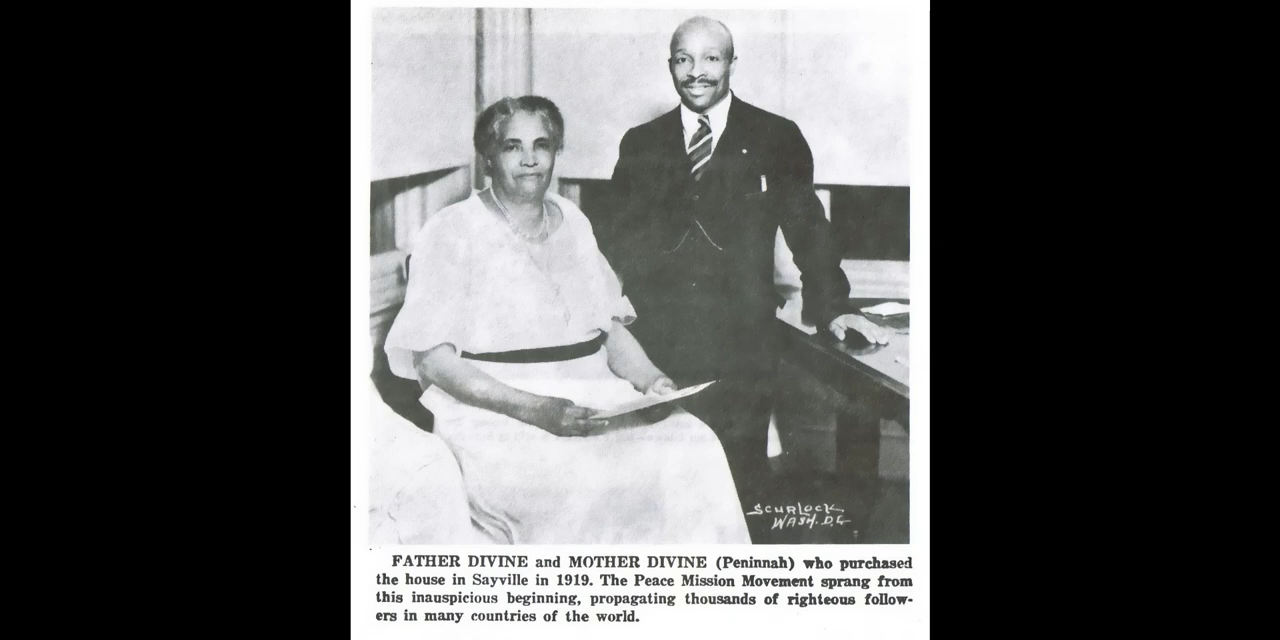 SCURLOCK
WASH. D.C.
FATHER DIVINE and MOTHER DIVINE (Peninnah) who purchased
the house in Sayville in 1919. The Peace Mission Movement sprang from
this inauspicious beginning, propagating thousands of righteous follow-
ers in many countries of the world.